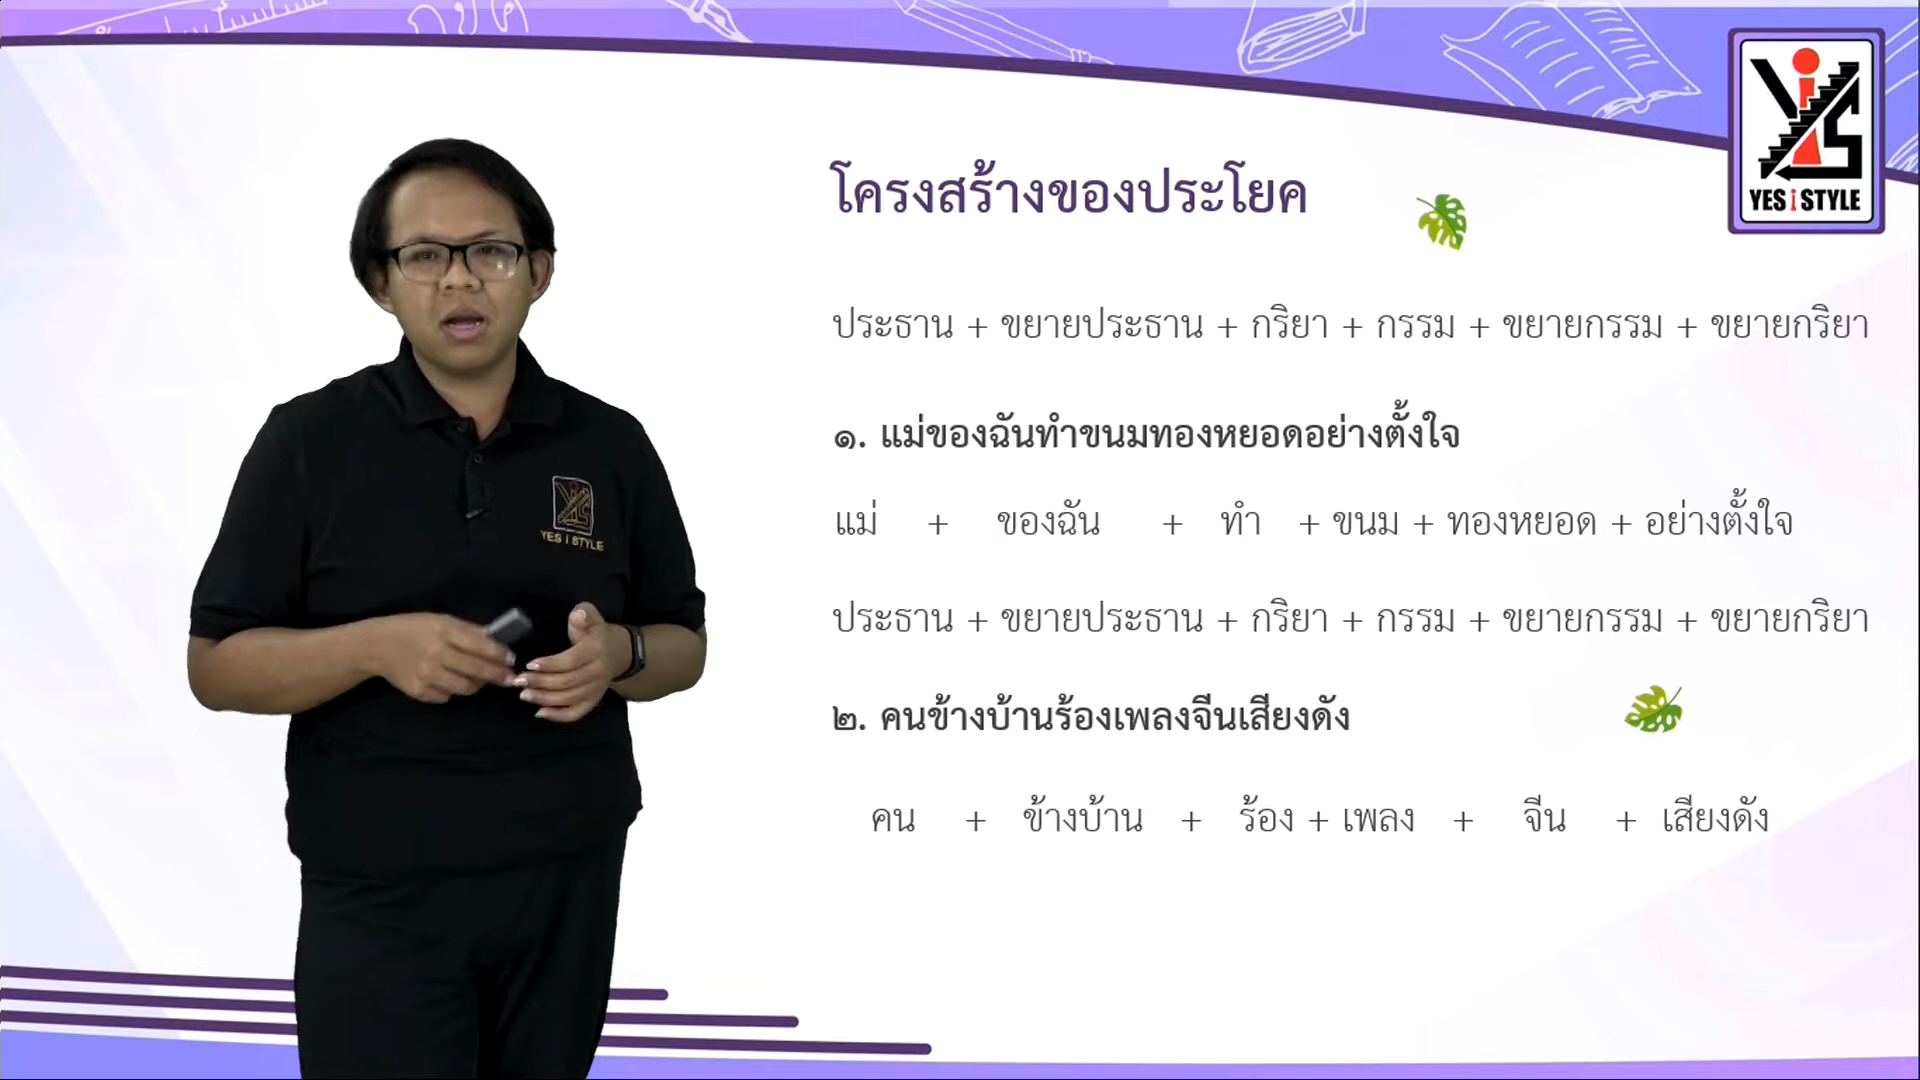 กขค
YiS
YES i STYLE
โครงสร้างของประโยค
ประธาน + ขยายประธาน + กริยา + กรรม + ขยายกรรม + ขยายกริยา
๑. แม่ของฉันทำขนมทองหยอดอย่างตั้งใจ
แม่ + ของฉัน + ทำ + ขนม + ทองหยอด + อย่างตั้งใจ
ประธาน + ขยายประธาน + กริยา + กรรม + ขยายกรรม + ขยายกริยา
๒. คนข้างบ้านร้องเพลงจีนเสียงดัง
คน + ข้างบ้าน + ร้อง + เพลง + จีน + เสียงดัง
YiS
YES i STYLE